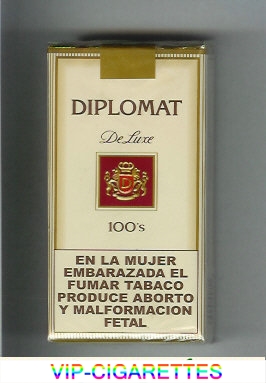 DIPLOMAT
De Luxe
D
100's
EN LA MUJER
EMBARAZADA EL
FUMAR TABACO
PRODUCE ABORTO
Y MALFORMACION
FETAL
VIP-CIGARETTES